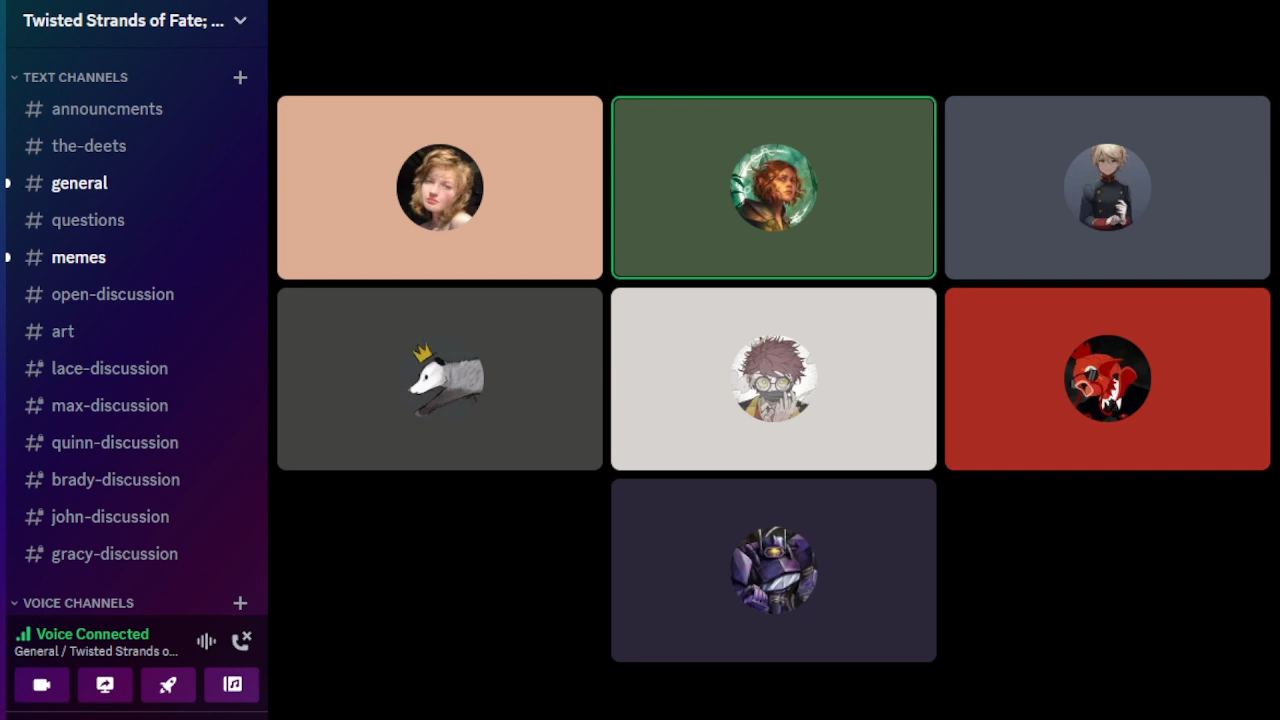 Twisted Strands of Fate; ...
TEXT CHANNELS
announcments
the-deets
general
questions
memes
open-discussion
art
lace-discussion
max-discussion
quinn-discussion
brady-discussion
john-discussion
gracy-discussion
VOICE CHANNELS
Voice Connected
General / Twisted Strands o...